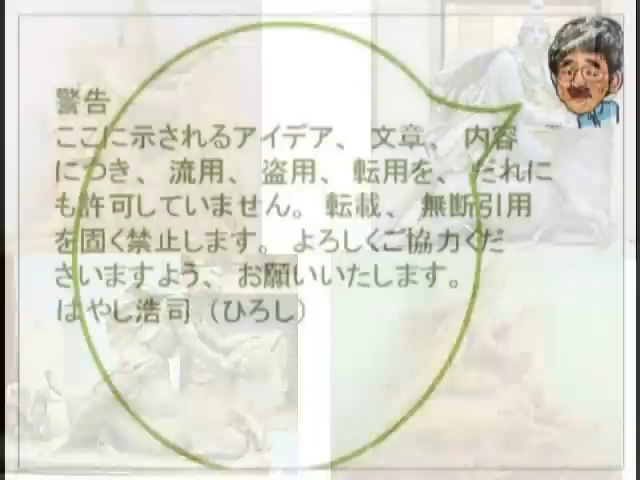 警告
ここに示されるアイデア、文章、内容
につき、流用、盗用、転用を、だれに
も許可していません。転載、無断引用
を固く禁止します。よろしくご協力くだ
さいますよう、お願いいたします。
はやし浩司（ひろし）